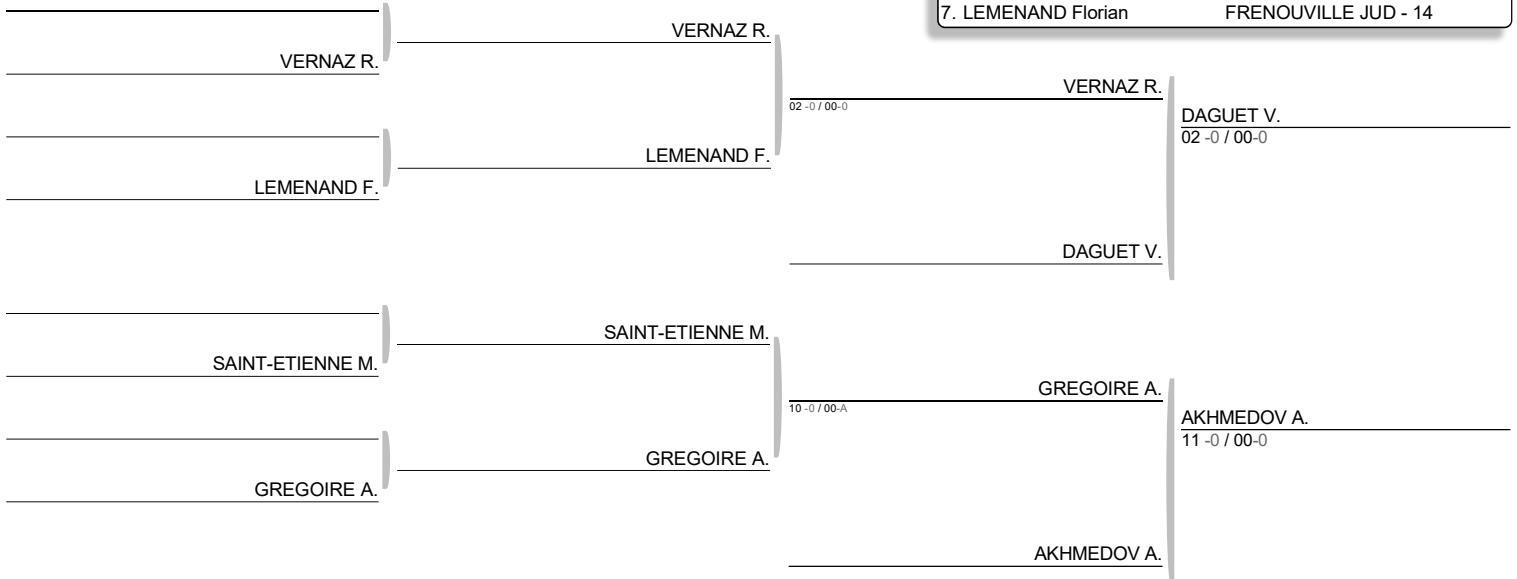 7. LEMENAND Florian FRENOUVILLE JUD - 14
VERNAZ R.
VERNAZ R.
VERNAZ R.
02 -0 / 00-0
DAGUET V.
02 -0 / 00-0
LEMENAND F.
LEMENAND F.
DAGUET V.
SAINT-ETIENNE M.
SAINT-ETIENNE M.
GREGOIRE A.
10 -0 / 00-A
AKHMEDOV A.
11 -0 / 00-0
GREGOIRE A.
GREGOIRE A.
AKHMEDOV A.